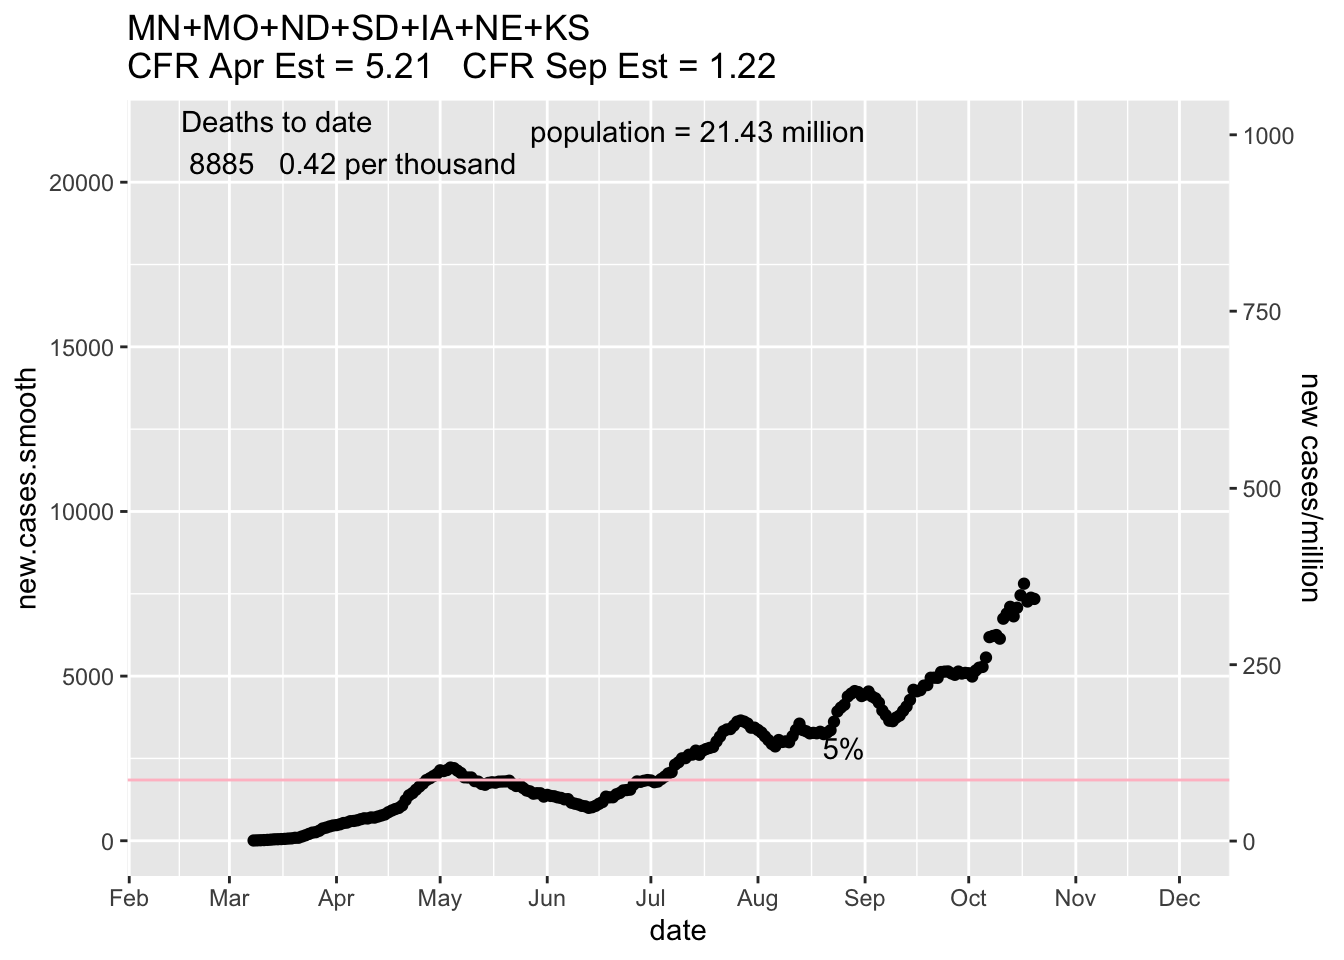 MN+MO+ND+SD+IA+NE+KS
CFR Apr Est = 5.21   CFR Sep Est = 1.22
Deaths to date
8885   0.42 per thousand
population = 21.43 million
20000
15000
10000
5000
0
new.cases.smooth
1000
750
500
250
0
new cases/million
5%
Feb Mar Apr May Jun Jul Aug Sep Oct Nov Dec
date